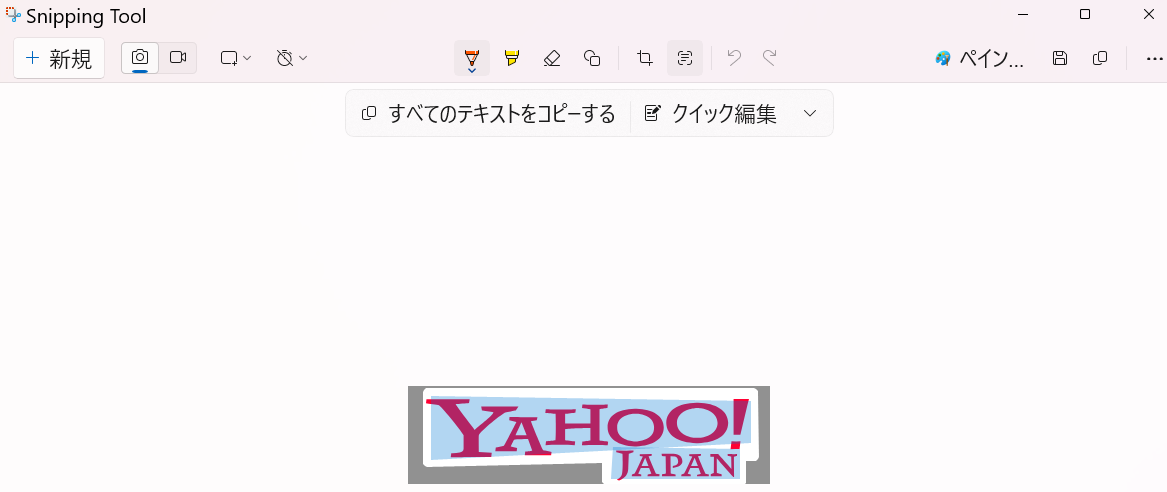 Snipping Tool
新規
ペイン...
すべてのテキストをコピーする
クイック編集
YAHOO!
JAPAN